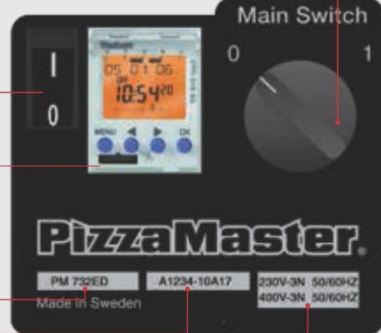 Main Switch
0 1
I
0
theben
05 01 06
10:54 20
MENU OK
PizzaMaster.
PM 732ED
A1234-10A17
230V-3N 50/60HZ
400V-3N 50/60HZ
Made in Sweden